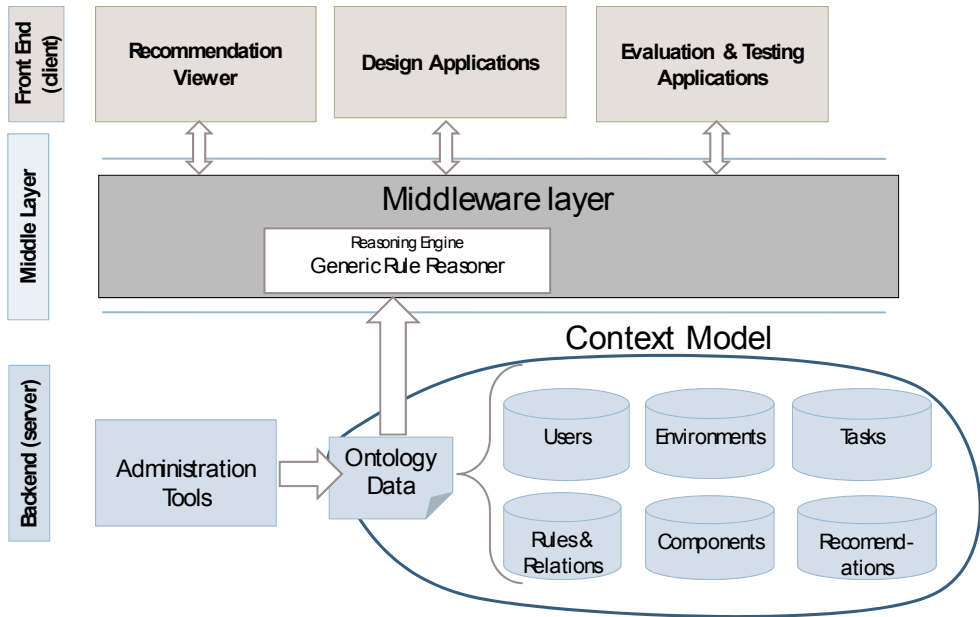 Front End
(client)
Recommendation
Viewer
Design Applications
Evaluation & Testing
Applications
Middle Layer
Middleware layer
Reasoning Engine
Generic Rule Reasoner
Context Model
Backend (server)
Administration
Tools
Ontology
Data
Users
Environments
Tasks
Rules &
Relations
Components
Recomend-
ations